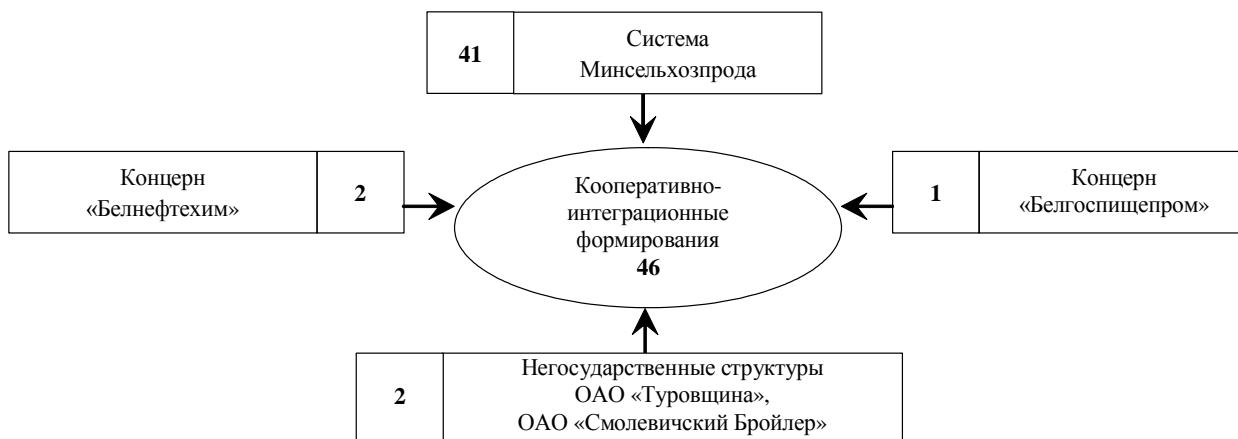 41
Система
Минсельхозпрода
Концерн
«Белнефтехим»
2
Кооперативно-
интеграционные
формирования
46
1
Концерн
«Белгоспищепром»
2
Негосударственные структуры
ОАО «Туровщина»,
ОАО «Смолевичский Бройлер»